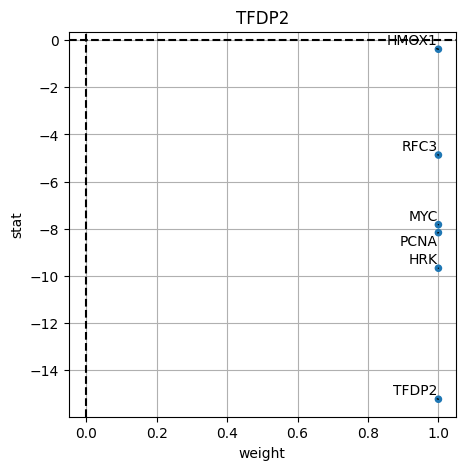 TFDP2
0
HMOX1
−2
−4
RFC3
−6
MYC
−8
PCNA
HRK
−10
−12
−14
TFDP2
stat
0.0 0.2 0.4 0.6 0.8 1.0
weight